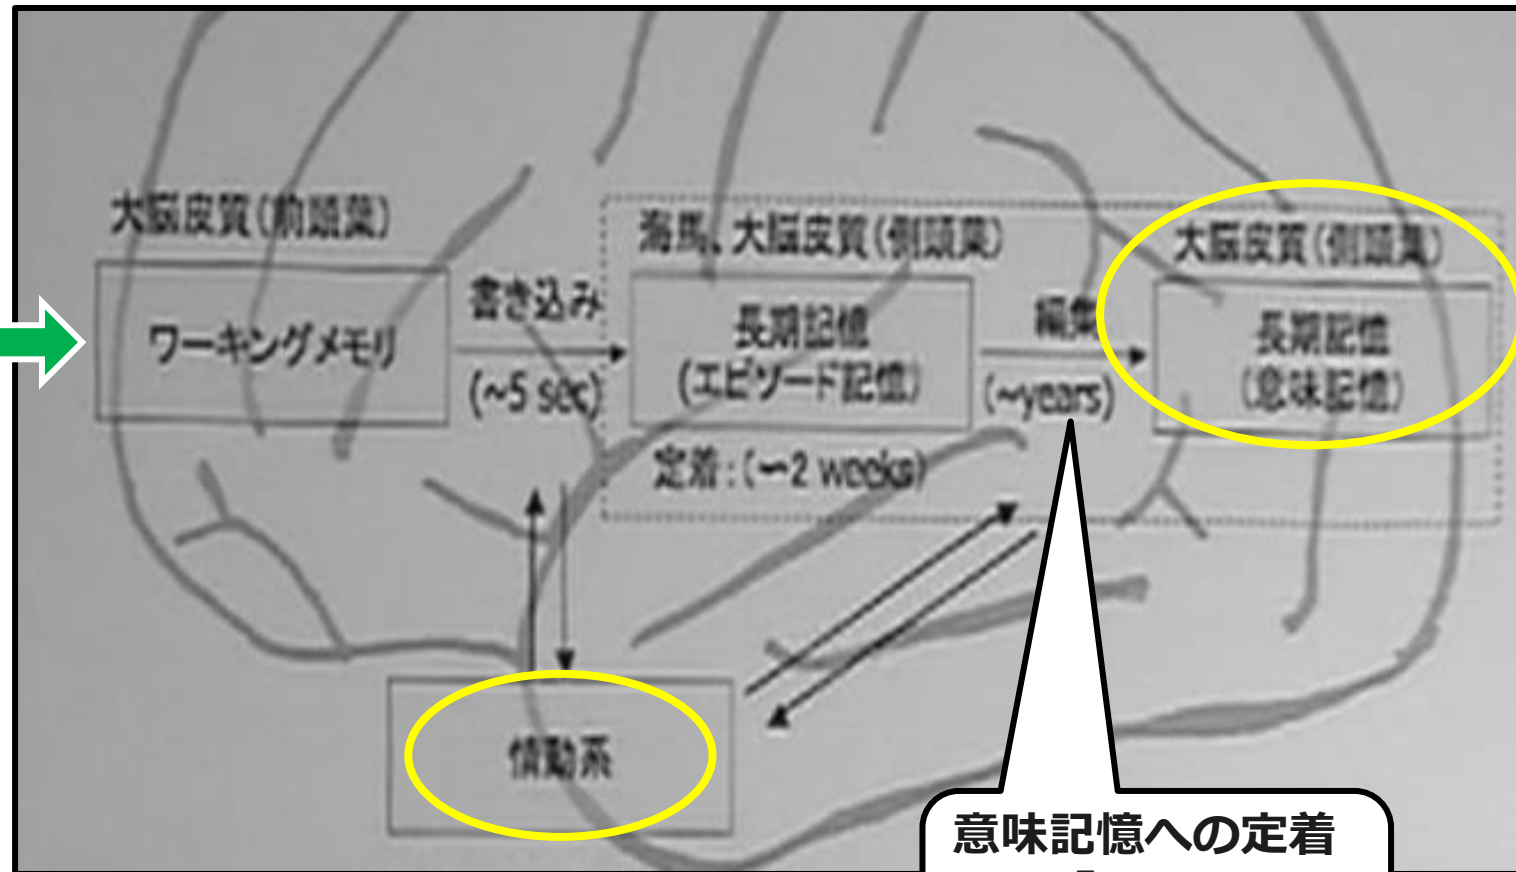 大脳皮質(前頭葉)
ワーキングメモリ
書き込み
(~5 sec)
海馬、大脳皮質(側頭葉)
長期記憶
(エピソード記憶)
定着:(~2 weeks)
編集
(~years)
大脳皮質(側頭葉)
長期記憶
(意味記憶)
情動系
意味記憶への定着